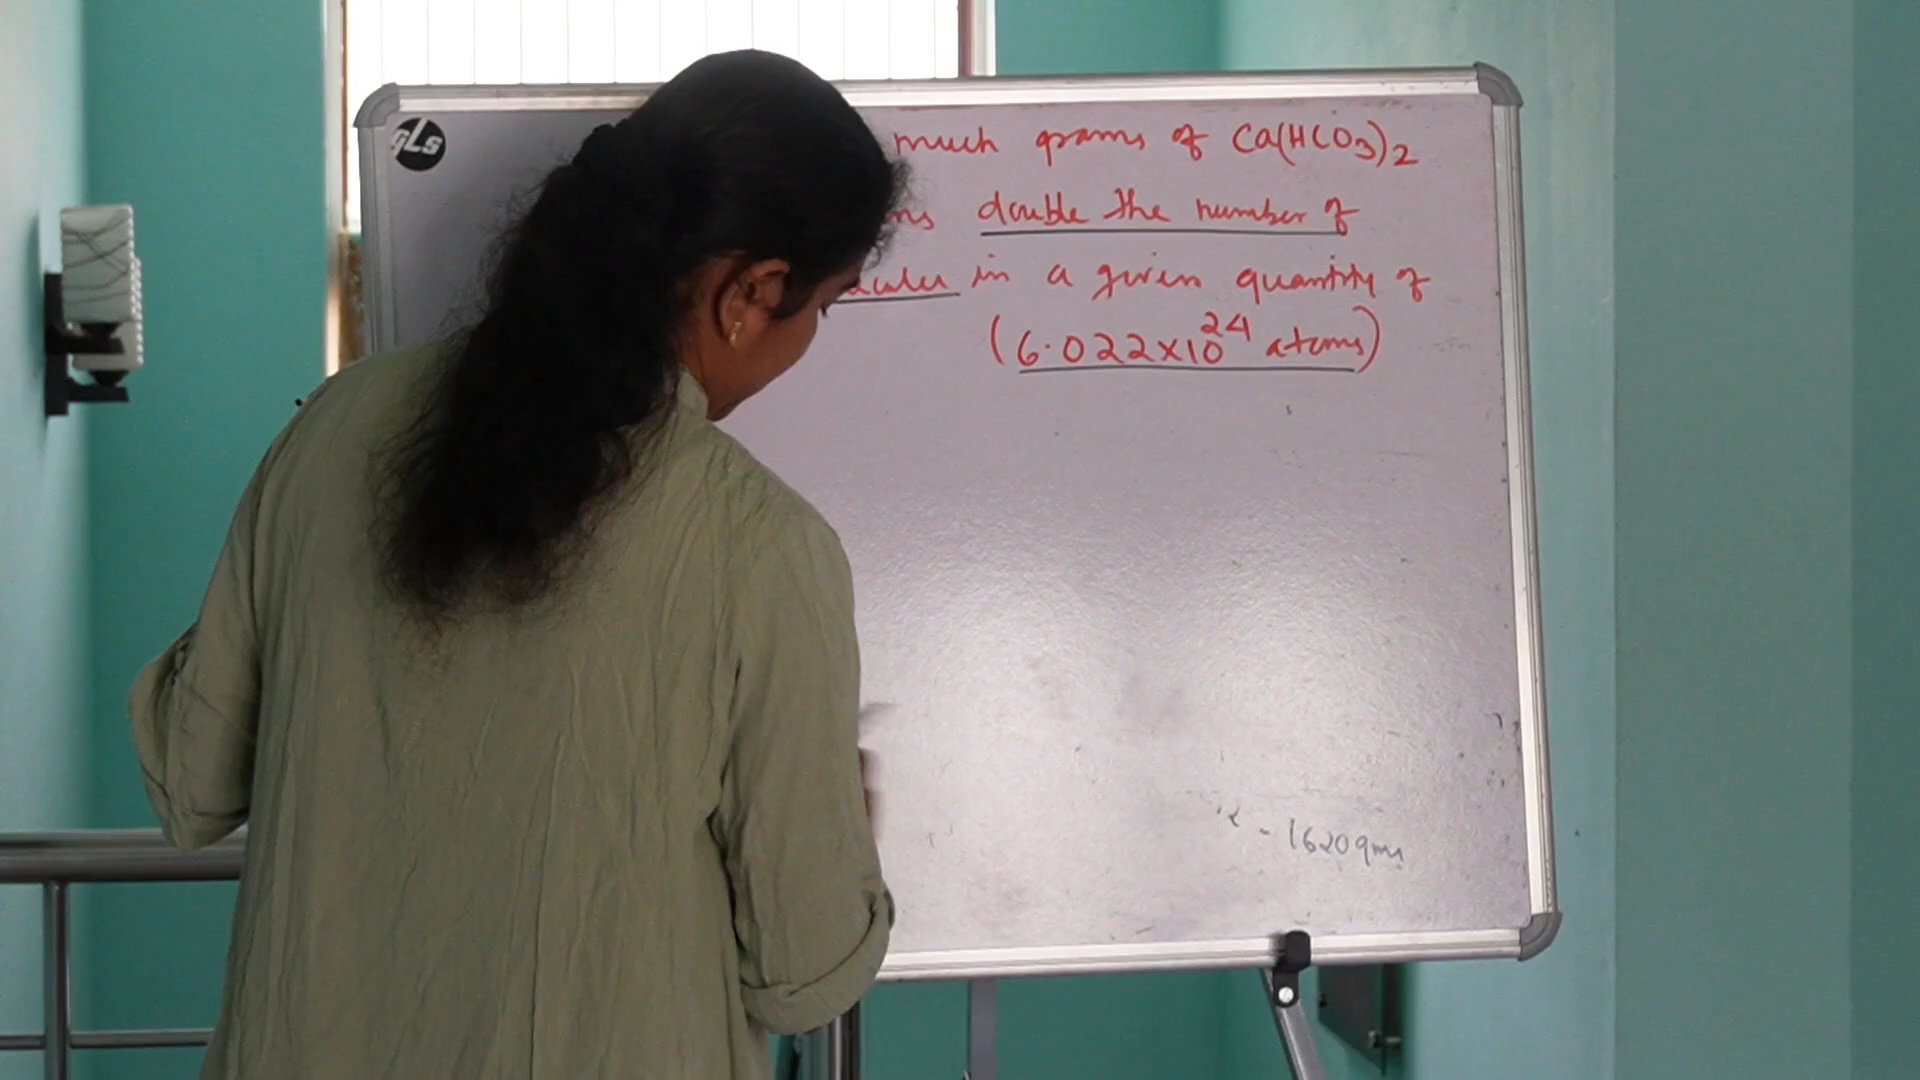 GLS
much grams of Ca(HCO3)2
double the number of
in a given quantity of
(6.022x10^24 atoms)
- 1620gms